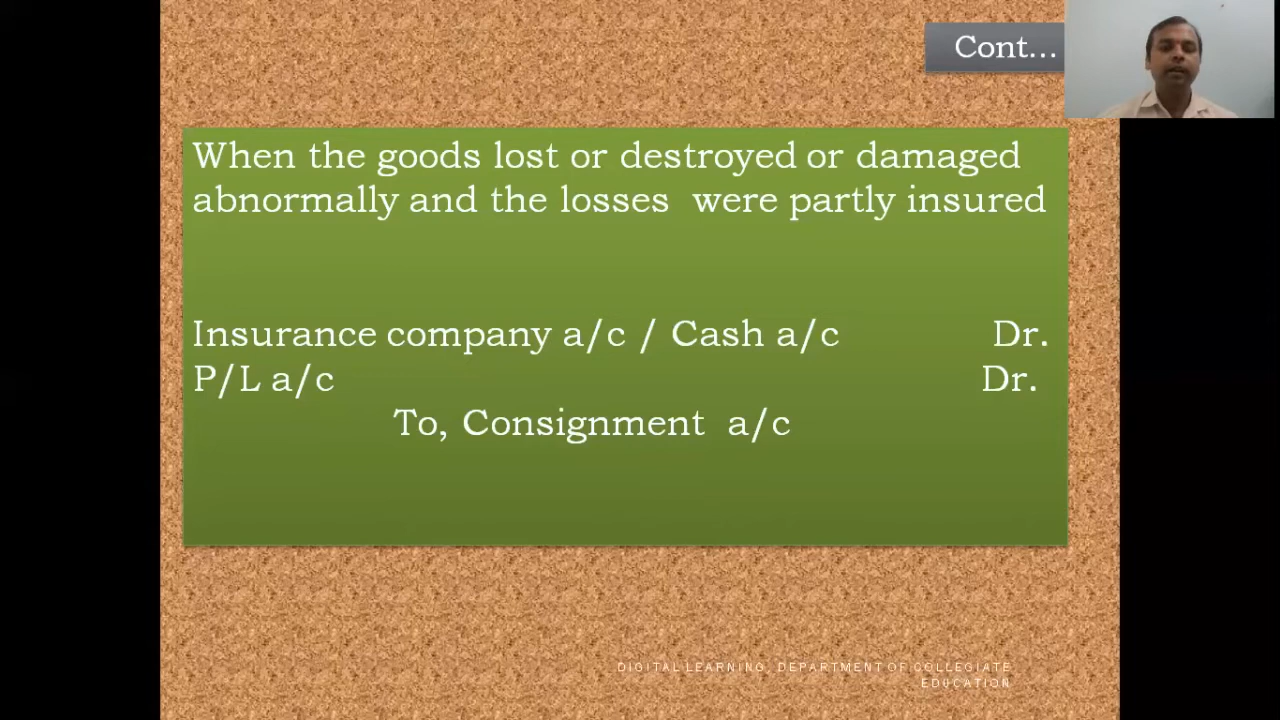 Cont...
When the goods lost or destroyed or damaged
abnormally and the losses were partly insured
Insurance company a/c / Cash a/c Dr.
P/L a/c Dr.
To, Consignment a/c
DIGITAL LEARNING, DEPARTMENT OF COLLEGIATE
EDUCATION